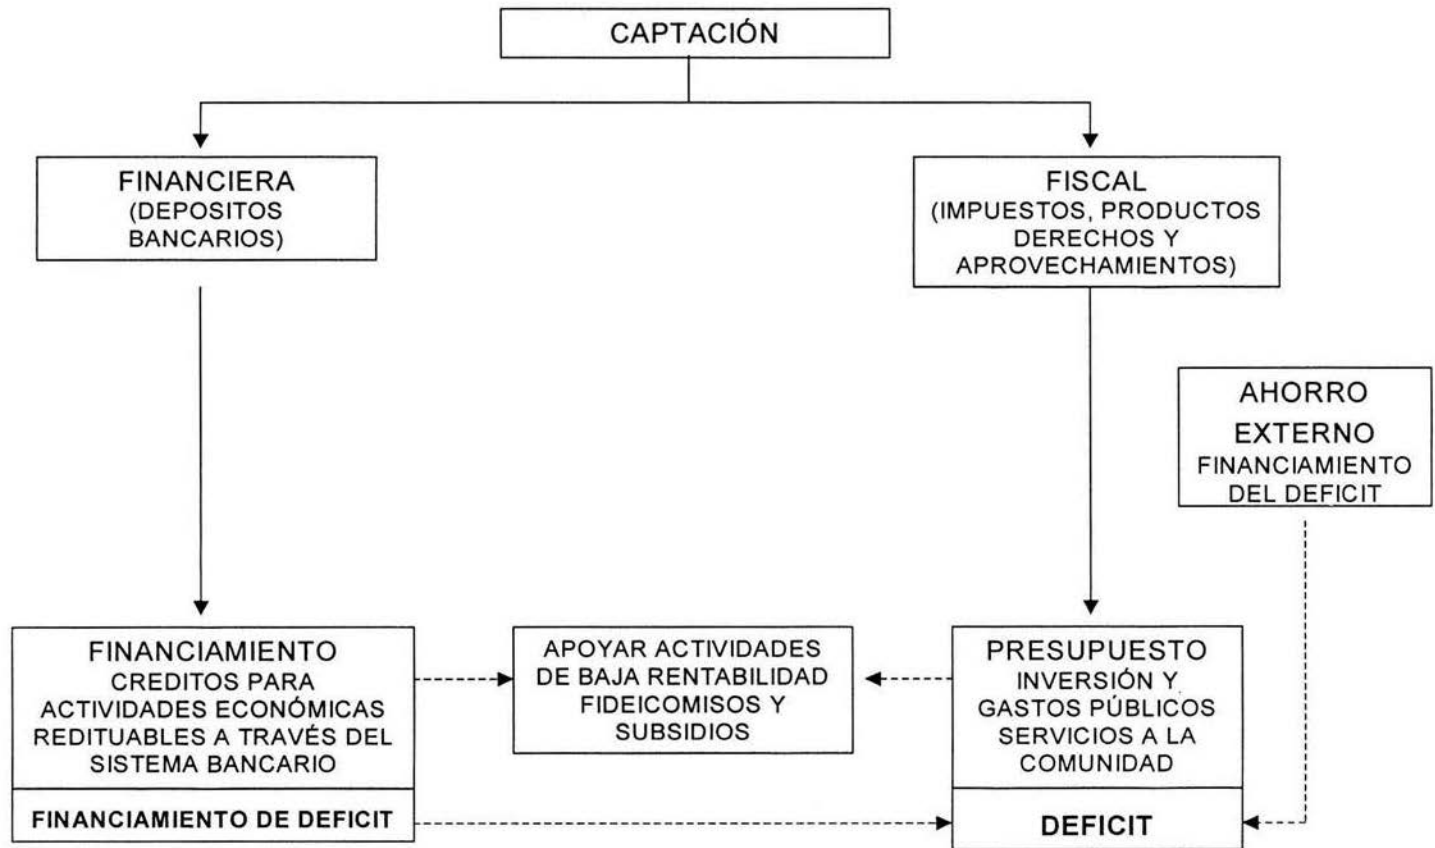 CAPTACIÓN
FINANCIERA
(DEPOSITOS
BANCARIOS)
FISCAL
(IMPUESTOS, PRODUCTOS
DERECHOS Y
APROVECHAMIENTOS)
AHORRO
EXTERNO
FINANCIAMIENTO
DEL DEFICIT
FINANCIAMIENTO
CREDITOS PARA
ACTIVIDADES ECONÓMICAS
REDITUABLES A TRAVÉS DEL
SISTEMA BANCARIO
FINANCIAMIENTO DE DEFICIT
APOYAR ACTIVIDADES
DE BAJA RENTABILIDAD
FIDEICOMISOS Y
SUBSIDIOS
PRESUPUESTO
INVERSIÓN Y
GASTOS PÚBLICOS
SERVICIOS A LA
COMUNIDAD
DEFICIT